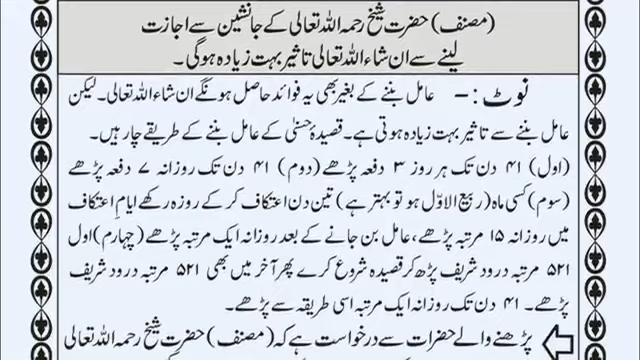 (مصنف) حضرت شیخ رحمہ اللہ تعالی کے جانشین سے اجازت
لینے سے ان شاء اللہ تعالی تاثیر بہت زیادہ ہوگی۔
نوٹ:- عامل بننے کے بغیر بھی یہ فوائد حاصل ہونگے ان شاء اللہ تعالی۔ لیکن
عامل بننے سے تاثیر بہت زیادہ ہوتی ہے۔ قصیدۂ حسنیٰ کے عامل بننے کے طریقے چار ہیں۔
(اول) ۴۱ دن تک ہر روز ۳ دفعہ پڑھے (دوم) ۴۱ دن تک روزانہ ۷ دفعہ پڑھے
(سوم) کسی ماہ (ربیع الاوّل ہو تو بہتر ہے) تین دن اعتکاف کر کے روزہ رکھے ایامِ اعتکاف
میں روزانہ ۱۵ مرتبہ پڑھے، عامل بن جانے کے بعد روزانہ ایک مرتبہ پڑھے (چہارم) اول
۵۲۱ مرتبہ درود شریف پڑھ کر قصیدہ شروع کرے پھر آخر میں بھی ۵۲۱ مرتبہ درود شریف
پڑھے۔ ۴۱ دن تک روزانہ ایک مرتبہ اسی طریقہ سے پڑھے۔
پڑھنے والے حضرات سے درخواست ہے کہ (مصنف) حضرت شیخ رحمہ اللہ تعالی